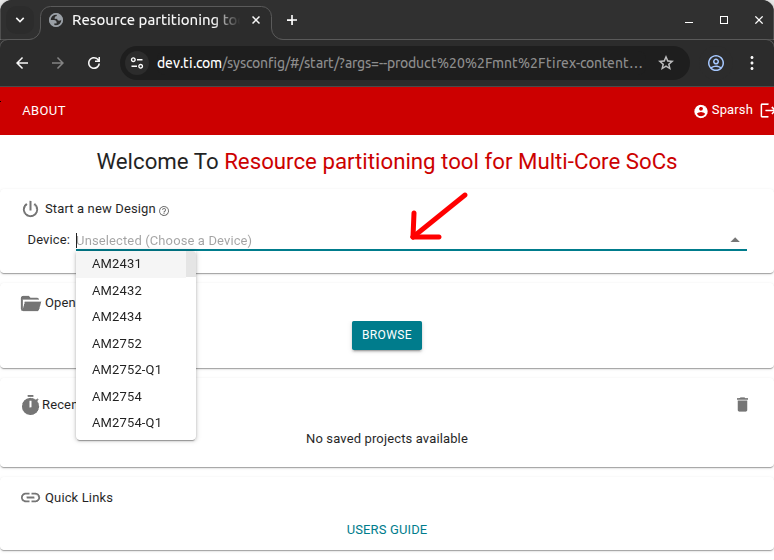 Resource partitioning to
dev.ti.com/sysconfig/#/start/?args=--product%20%2Fmnt%2Ftirex-content…
ABOUT
Sparsh
Welcome To Resource partitioning tool for Multi-Core SoCs
Start a new Design
Device: Unselected (Choose a Device)
AM2431
AM2432
AM2434
AM2752
AM2752-Q1
AM2754
AM2754-Q1
Open
BROWSE
Recen
No saved projects available
Quick Links
USERS GUIDE